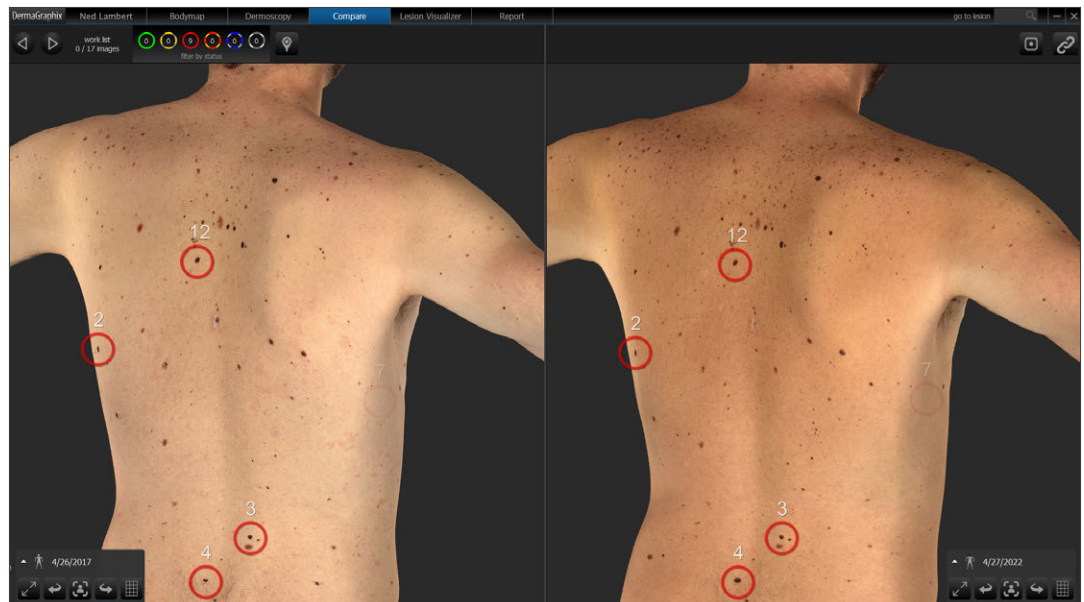 DermaGraphix Ned Lambert Bodymap Dermoscopy Compare Lesion Visualizer Report go to lesion
work list
0 / 17 images
0 0 9 0 0 0
filter by status
12
2
7
3
4
4/26/2017
12
2
7
3
4
4/27/2022